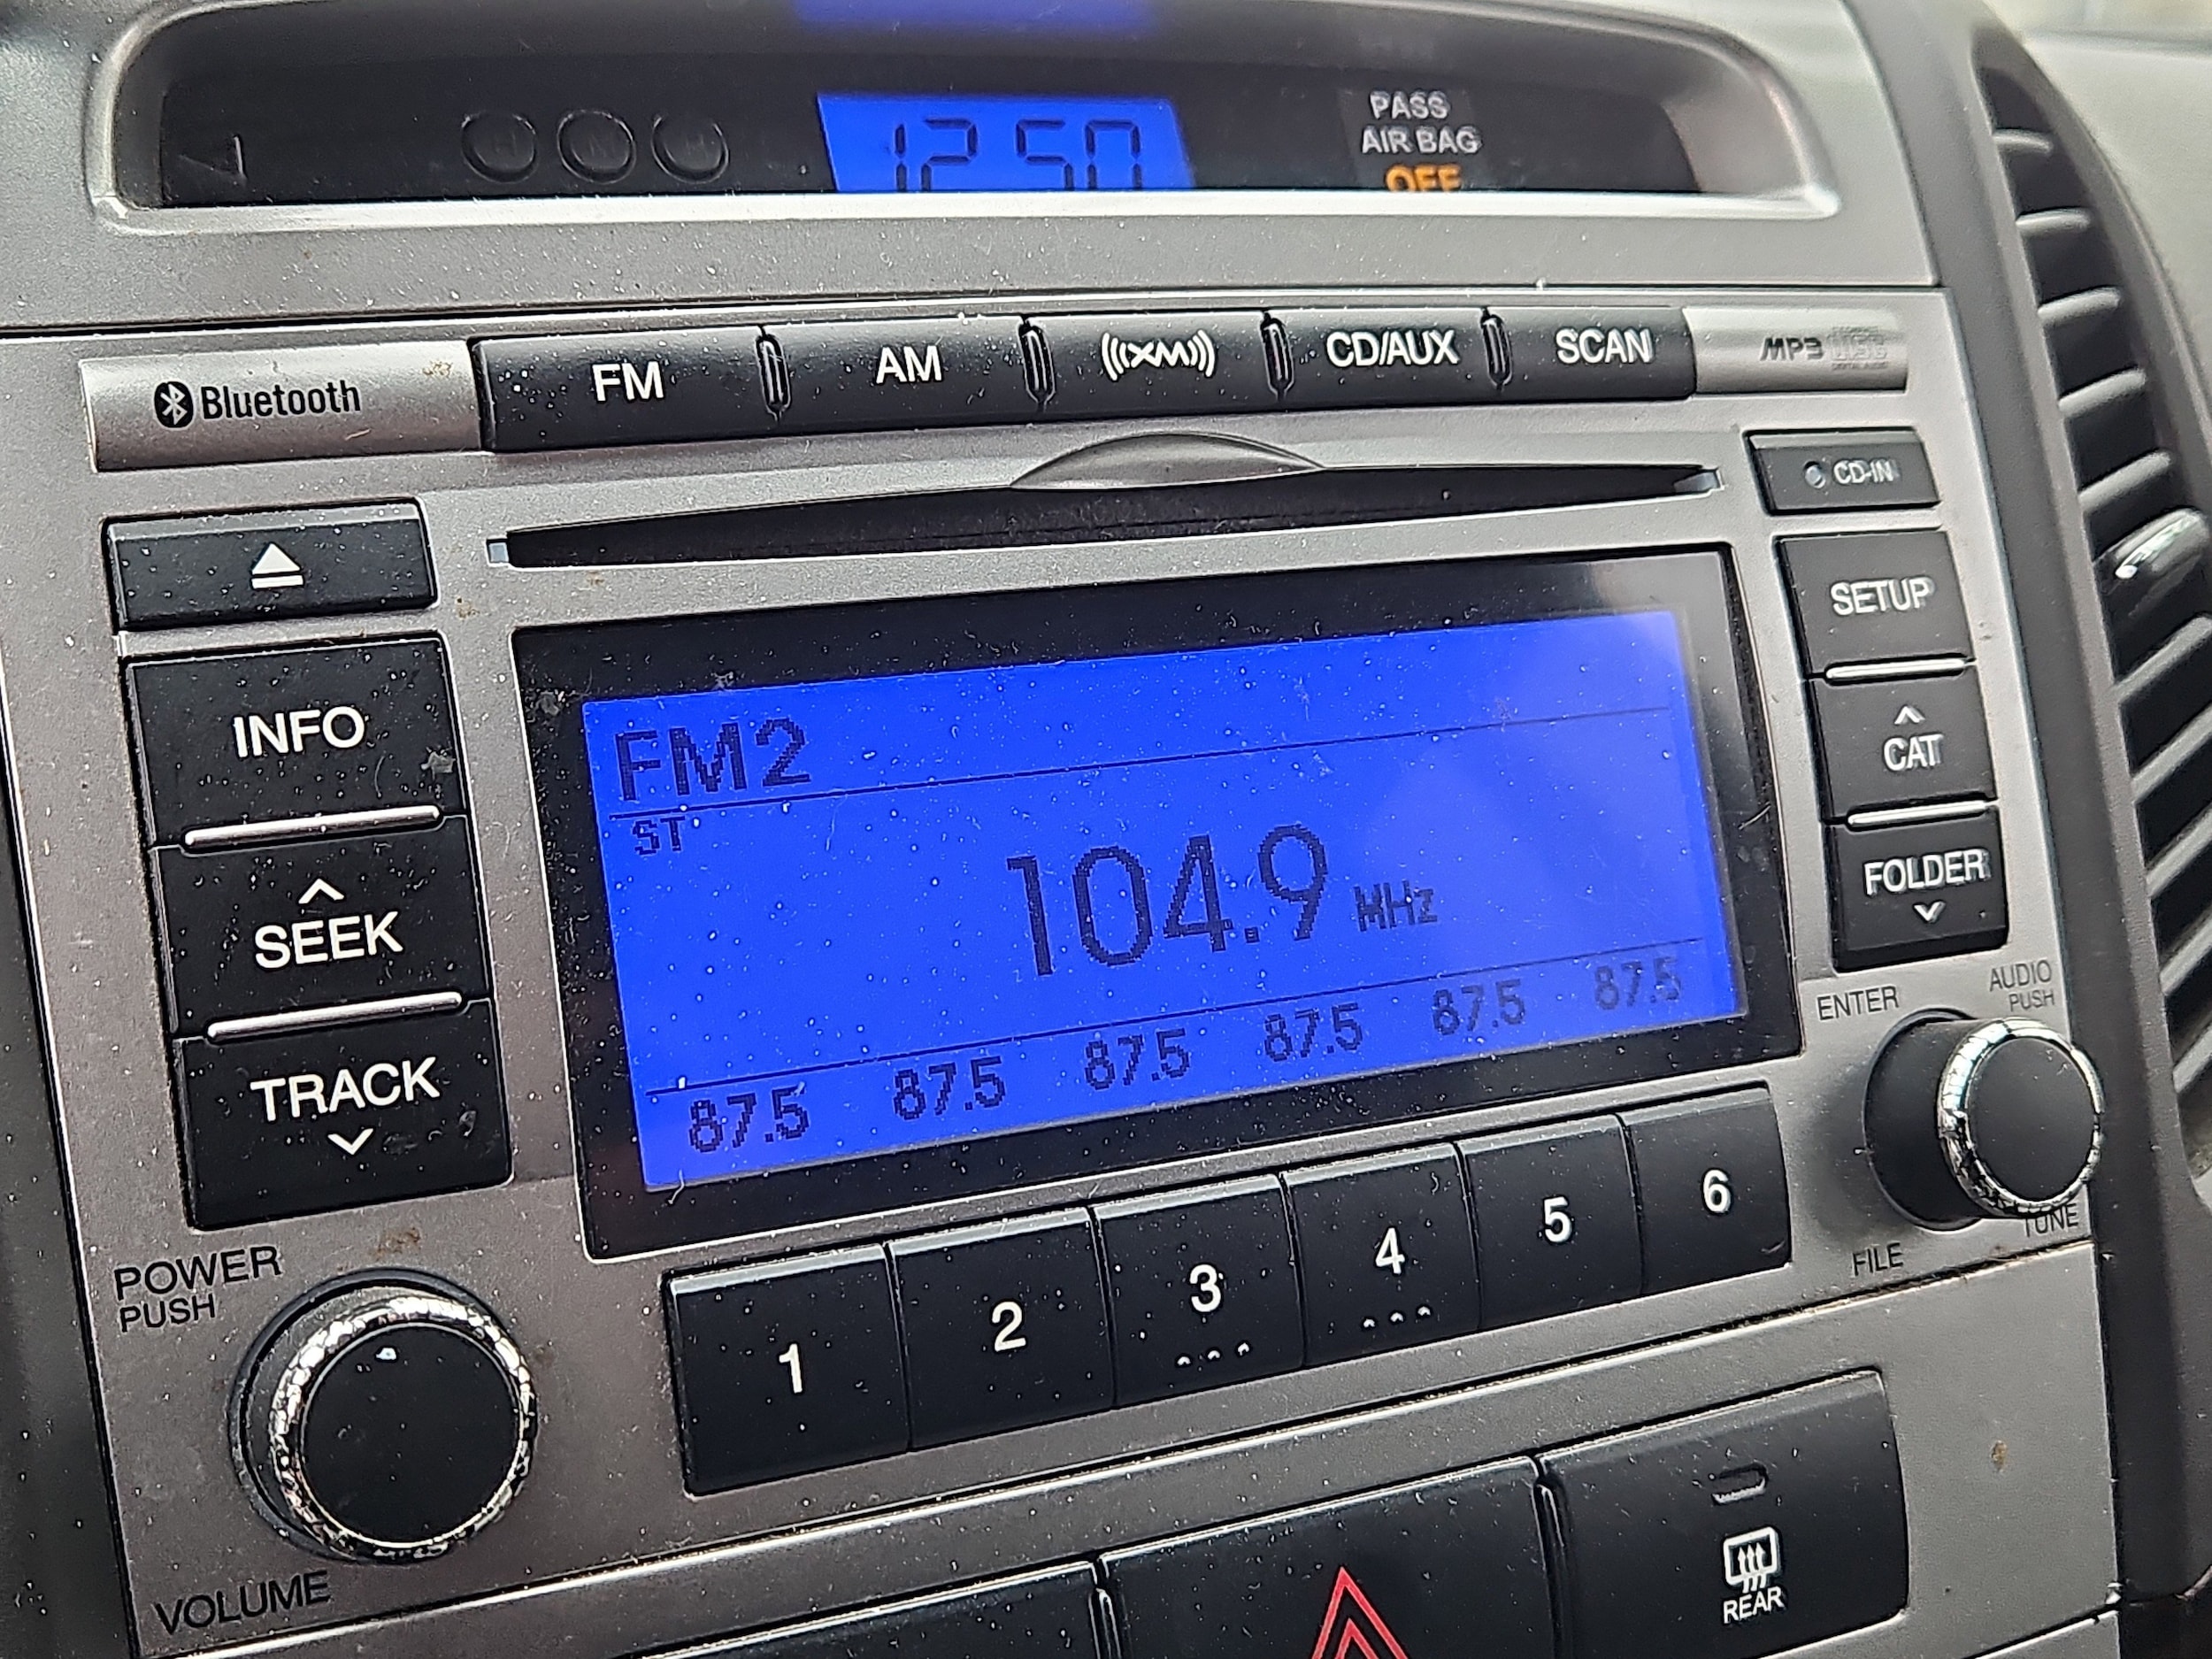 12 50
PASS
AIR BAG
OFF
Bluetooth
FM
AM
XM
CD/AUX
SCAN
MP3
CD-IN
INFO
SEEK
TRACK
SETUP
CAT
FOLDER
FM2
ST
104.9 MHz
87.5 87.5 87.5 87.5 87.5 87.5
ENTER
AUDIO
PUSH
TUNE
FILE
POWER
PUSH
VOLUME
1 2 3 4 5 6
REAR